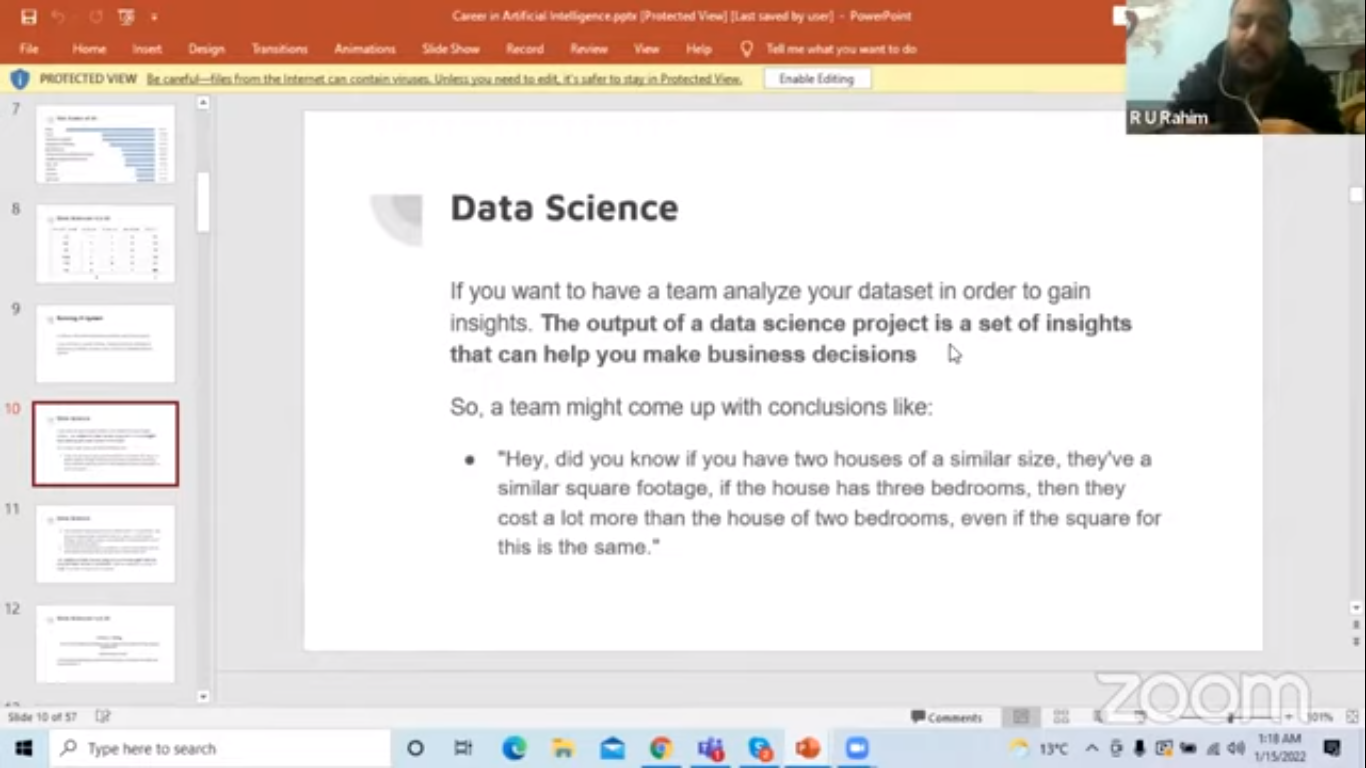 Career in Artificial Intelligence.pptx [Protected View] [Last saved by user] - PowerPoint
File Home Insert Design Transitions Animations Slide Show Record Review View Help Tell me what you want to do
PROTECTED VIEW Be careful—files from the Internet can contain viruses. Unless you need to edit, it's safer to stay in Protected View. Enable Editing
R U Rahim
7
8
9
10
11
12
Data Science
If you want to have a team analyze your dataset in order to gain
insights. The output of a data science project is a set of insights
that can help you make business decisions
So, a team might come up with conclusions like:
● "Hey, did you know if you have two houses of a similar size, they've a
similar square footage, if the house has three bedrooms, then they
cost a lot more than the house of two bedrooms, even if the square for
this is the same."
zoom
Slide 10 of 57 Comments 101%
Type here to search 13°C 1:18 AM
1/15/2022